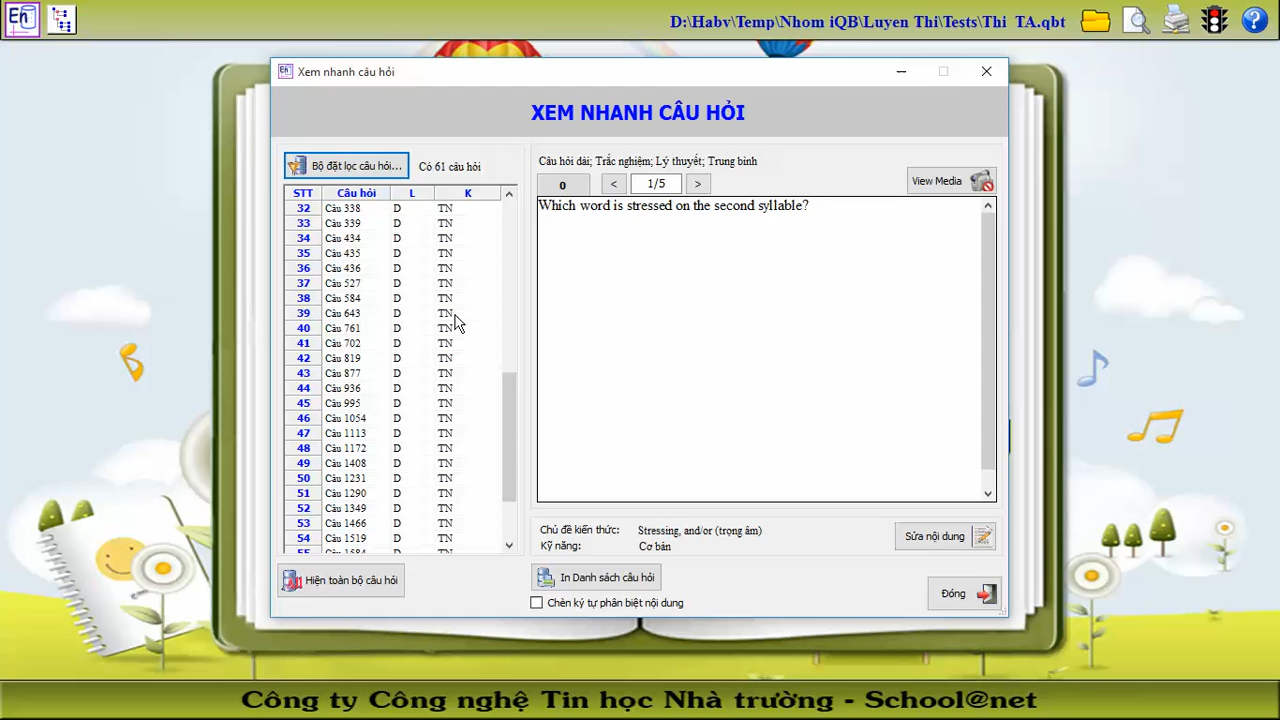 En
D:\Habv\Temp\Nhom iQB\Luyen Thi\Tests\Thi TA.qbt
Xem nhanh câu hỏi
XEM NHANH CÂU HỎI
Bộ đặt lọc câu hỏi...
Có 61 câu hỏi
STT Câu hỏi L K
32 Câu 338 D TN
33 Câu 339 D TN
34 Câu 434 D TN
35 Câu 435 D TN
36 Câu 436 D TN
37 Câu 527 D TN
38 Câu 584 D TN
39 Câu 643 D TN
40 Câu 761 D TN
41 Câu 702 D TN
42 Câu 819 D TN
43 Câu 877 D TN
44 Câu 936 D TN
45 Câu 995 D TN
46 Câu 1054 D TN
47 Câu 1113 D TN
48 Câu 1172 D TN
49 Câu 1408 D TN
50 Câu 1231 D TN
51 Câu 1290 D TN
52 Câu 1349 D TN
53 Câu 1466 D TN
54 Câu 1519 D TN
Hiện toàn bộ câu hỏi
Câu hỏi dài; Trắc nghiệm; Lý thuyết; Trung bình
0 < 1/5 >
View Media
Which word is stressed on the second syllable?
Chủ đề kiến thức: Stressing, and/or (trọng âm)
Kỹ năng: Cơ bản
Sửa nội dung
In Danh sách câu hỏi
Chèn ký tự phân biệt nội dung
Đóng
Công ty Công nghệ Tin học Nhà trường - School@net